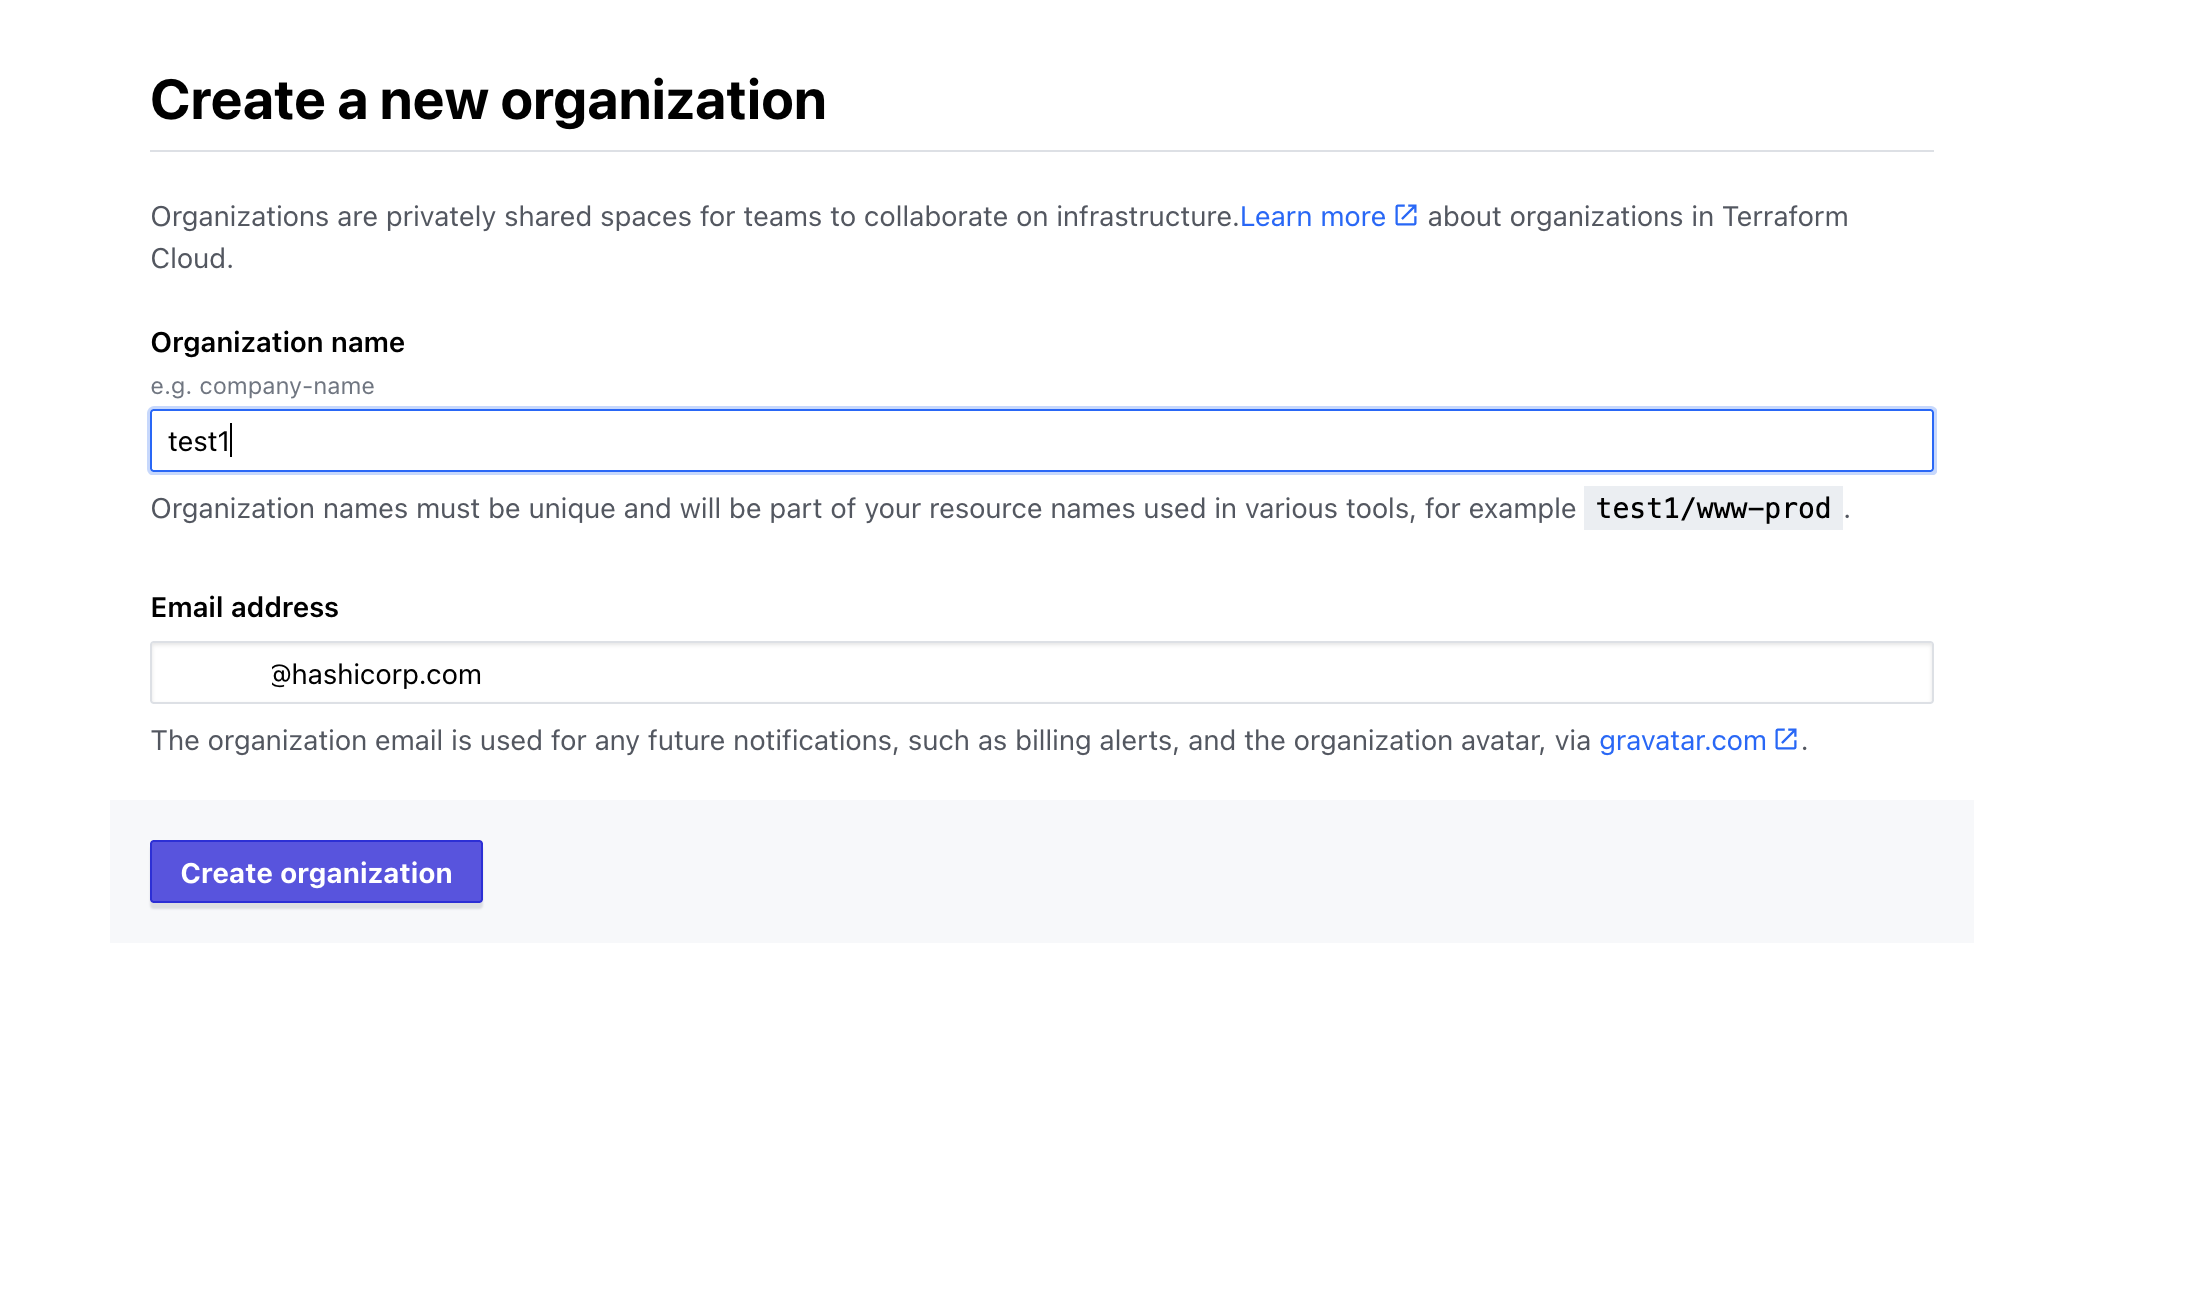 Create a new organization
Organizations are privately shared spaces for teams to collaborate on infrastructure.Learn more about organizations in Terraform
Cloud.
Organization name
e.g. company-name
test1
Organization names must be unique and will be part of your resource names used in various tools, for example test1/www-prod.
Email address
@hashicorp.com
The organization email is used for any future notifications, such as billing alerts, and the organization avatar, via gravatar.com.
Create organization